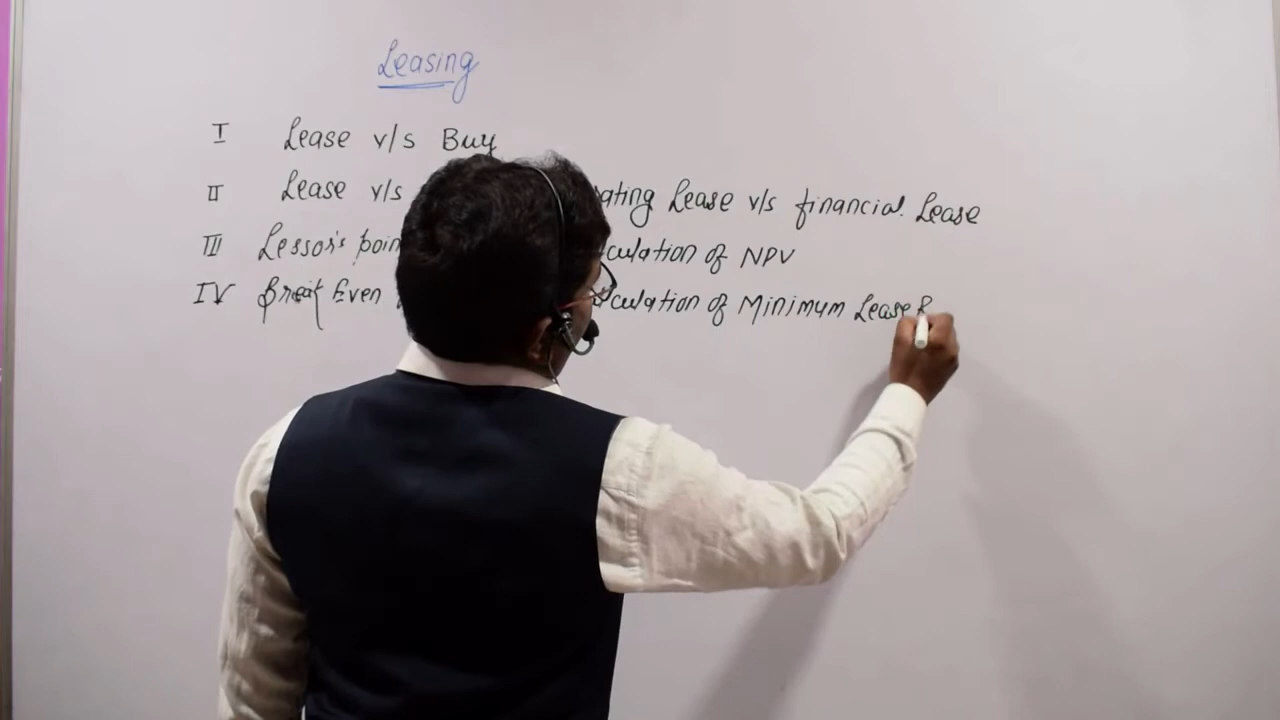 Leasing
I Lease v/s Buy
II Lease v/s ating Lease v/s financial. Lease
III Lessor's poin culation of NPV
IV Break Even culation of Minimum Lease R